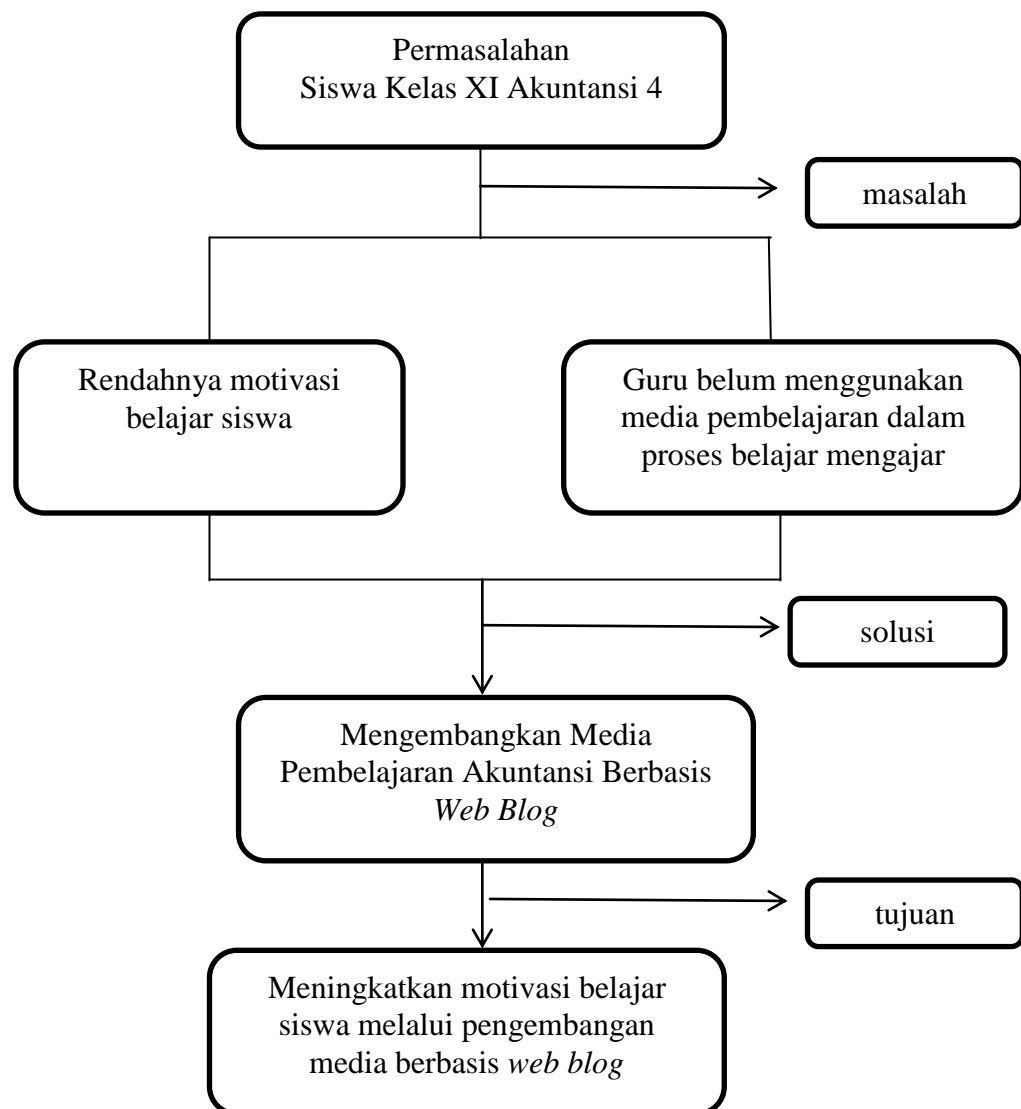 Permasalahan
Siswa Kelas XI Akuntansi 4
masalah
Rendahnya motivasi
belajar siswa
Guru belum menggunakan
media pembelajaran dalam
proses belajar mengajar
solusi
Mengembangkan Media
Pembelajaran Akuntansi Berbasis
Web Blog
tujuan
Meningkatkan motivasi belajar
siswa melalui pengembangan
media berbasis web blog